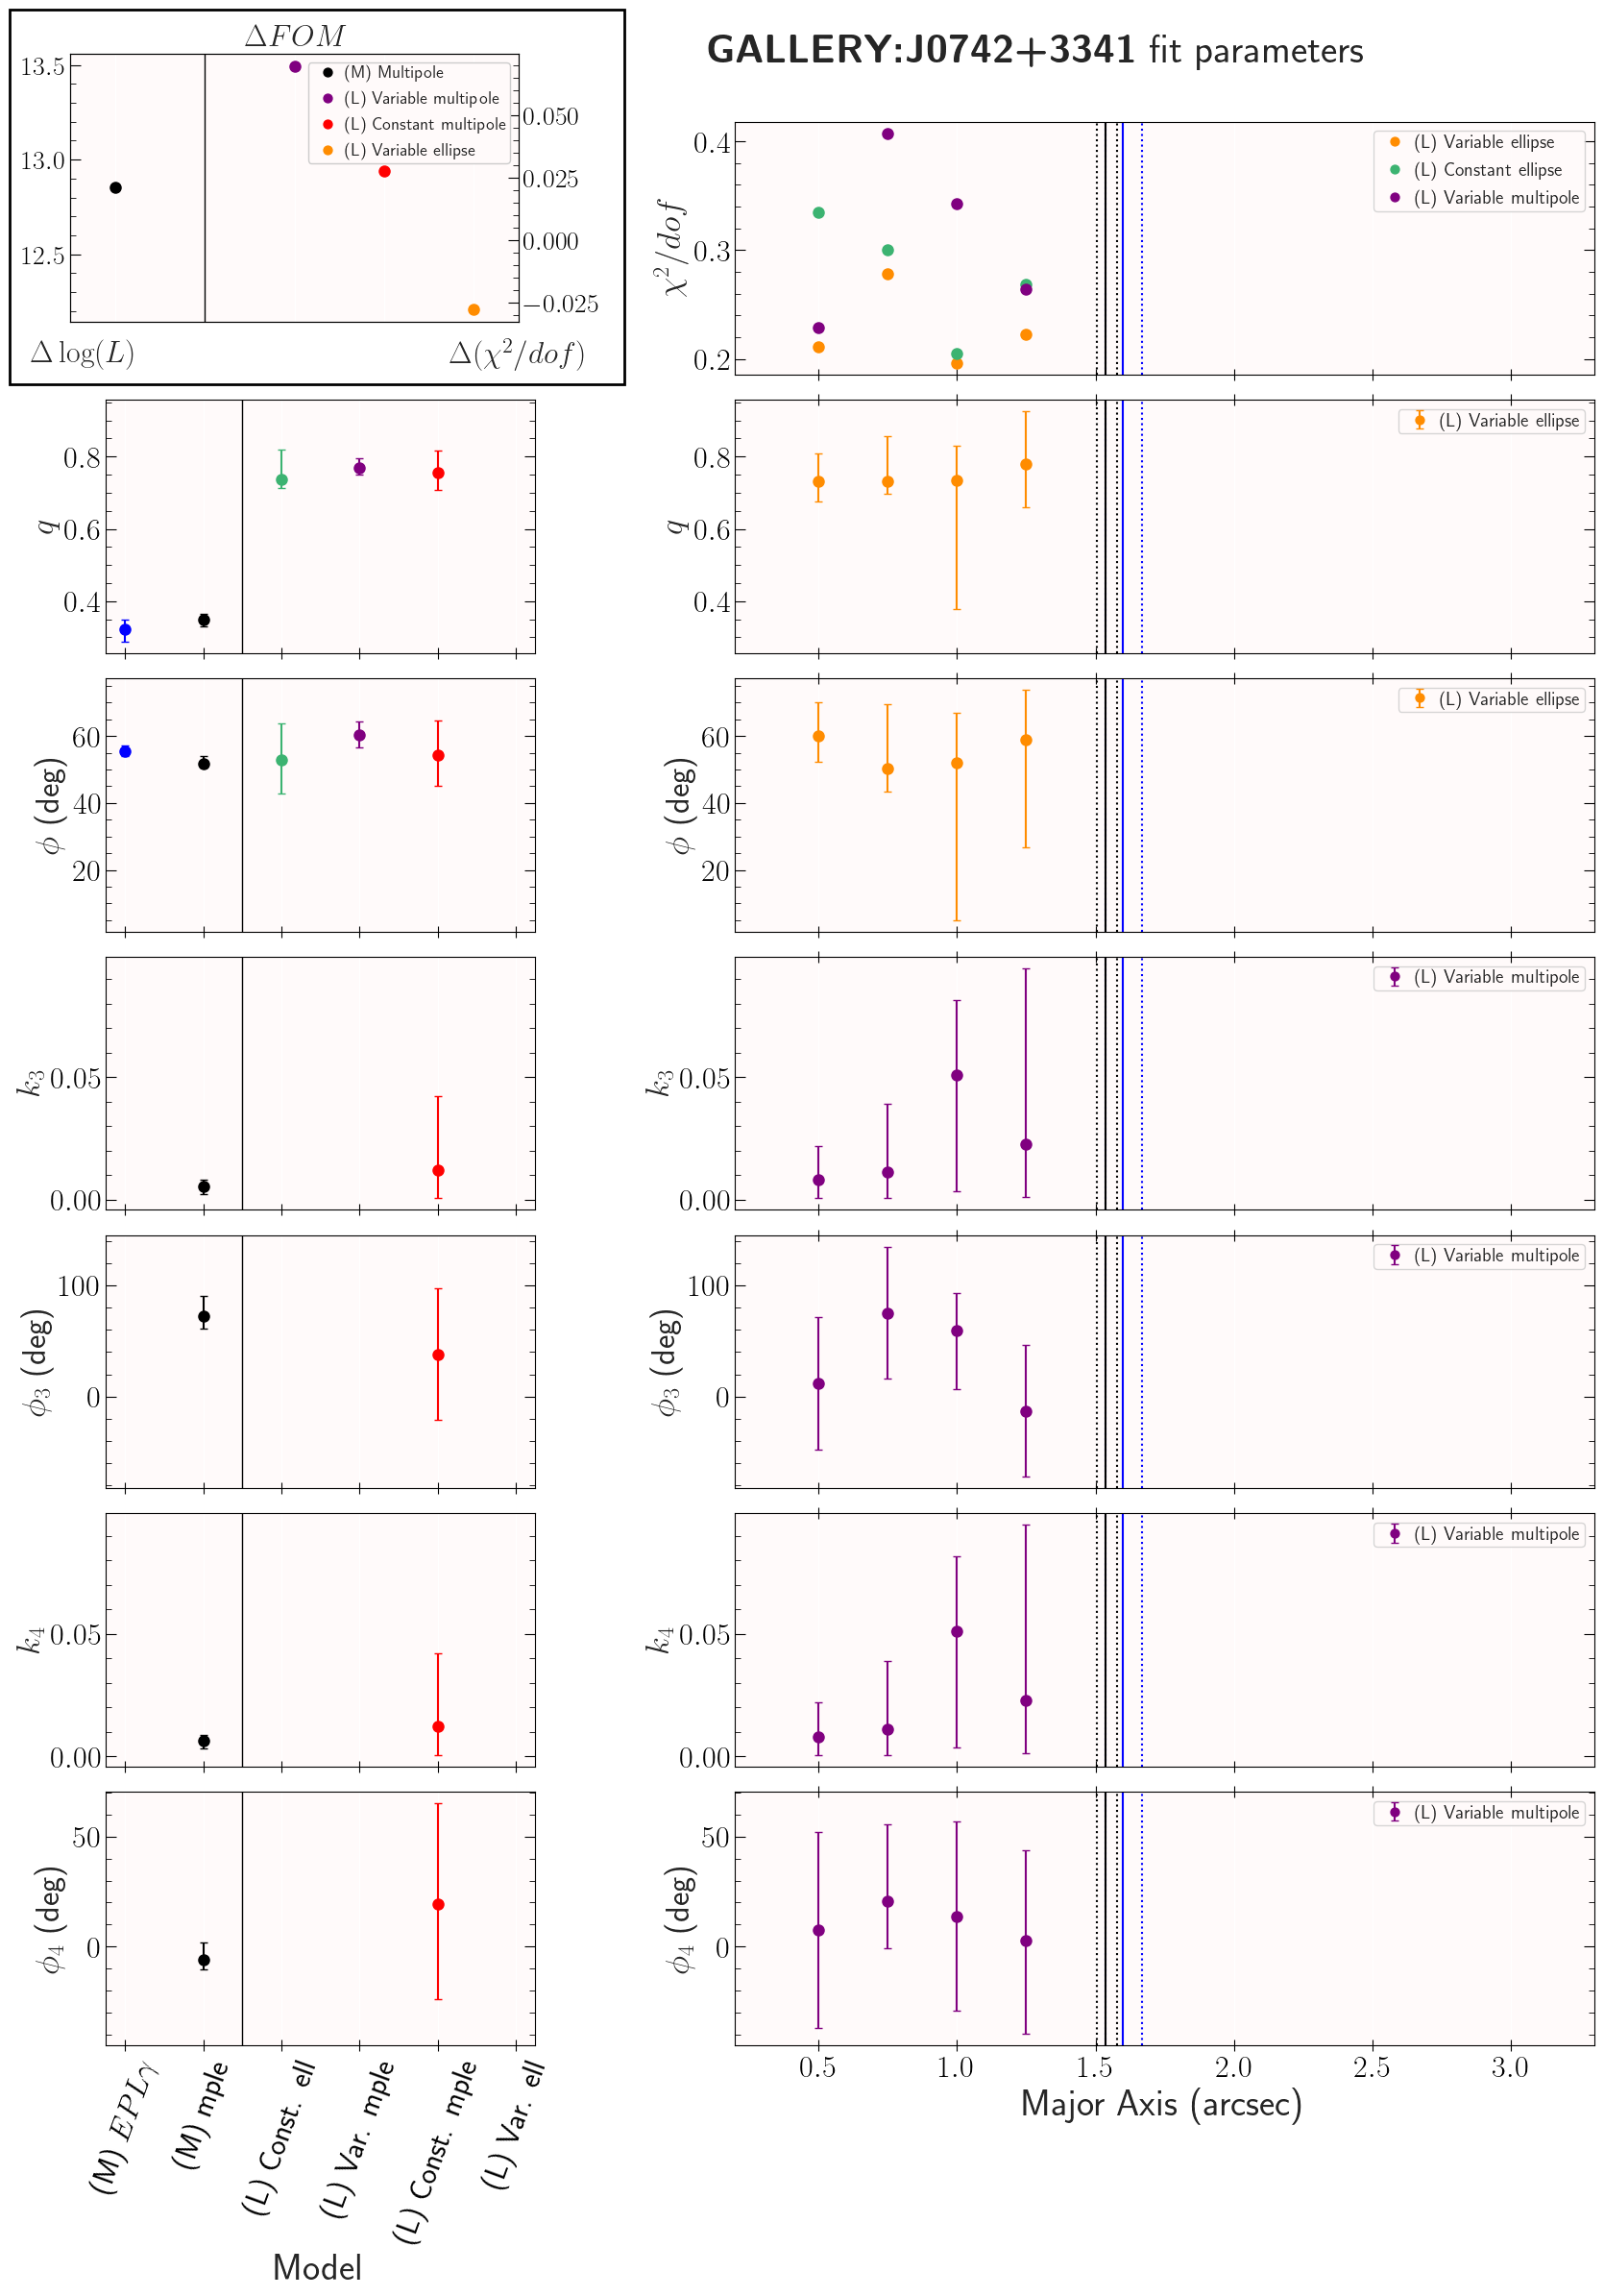 ΔFOM
13.5
13.0
12.5
(M) Multipole
(L) Variable multipole
(L) Constant multipole
(L) Variable ellipse
0.050
0.025
0.000
−0.025
Δ log(L)
Δ(χ²/dof)
GALLERY:J0742+3341 fit parameters
χ²/dof
0.4
0.3
0.2
(L) Variable ellipse
(L) Constant ellipse
(L) Variable multipole
q
0.8
0.6
0.4
q
0.8
0.6
0.4
(L) Variable ellipse
ϕ (deg)
60
40
20
ϕ (deg)
60
40
20
(L) Variable ellipse
k₃
0.05
0.00
k₃
0.05
0.00
(L) Variable multipole
ϕ₃ (deg)
100
0
ϕ₃ (deg)
100
0
(L) Variable multipole
k₄
0.05
0.00
k₄
0.05
0.00
(L) Variable multipole
ϕ₄ (deg)
50
0
ϕ₄ (deg)
50
0
(L) Variable multipole
(M) EPLγ
(M) mple
(L) Const. ell
(L) Var. mple
(L) Const. mple
(L) Var. ell
Model
0.5 1.0 1.5 2.0 2.5 3.0
Major Axis (arcsec)